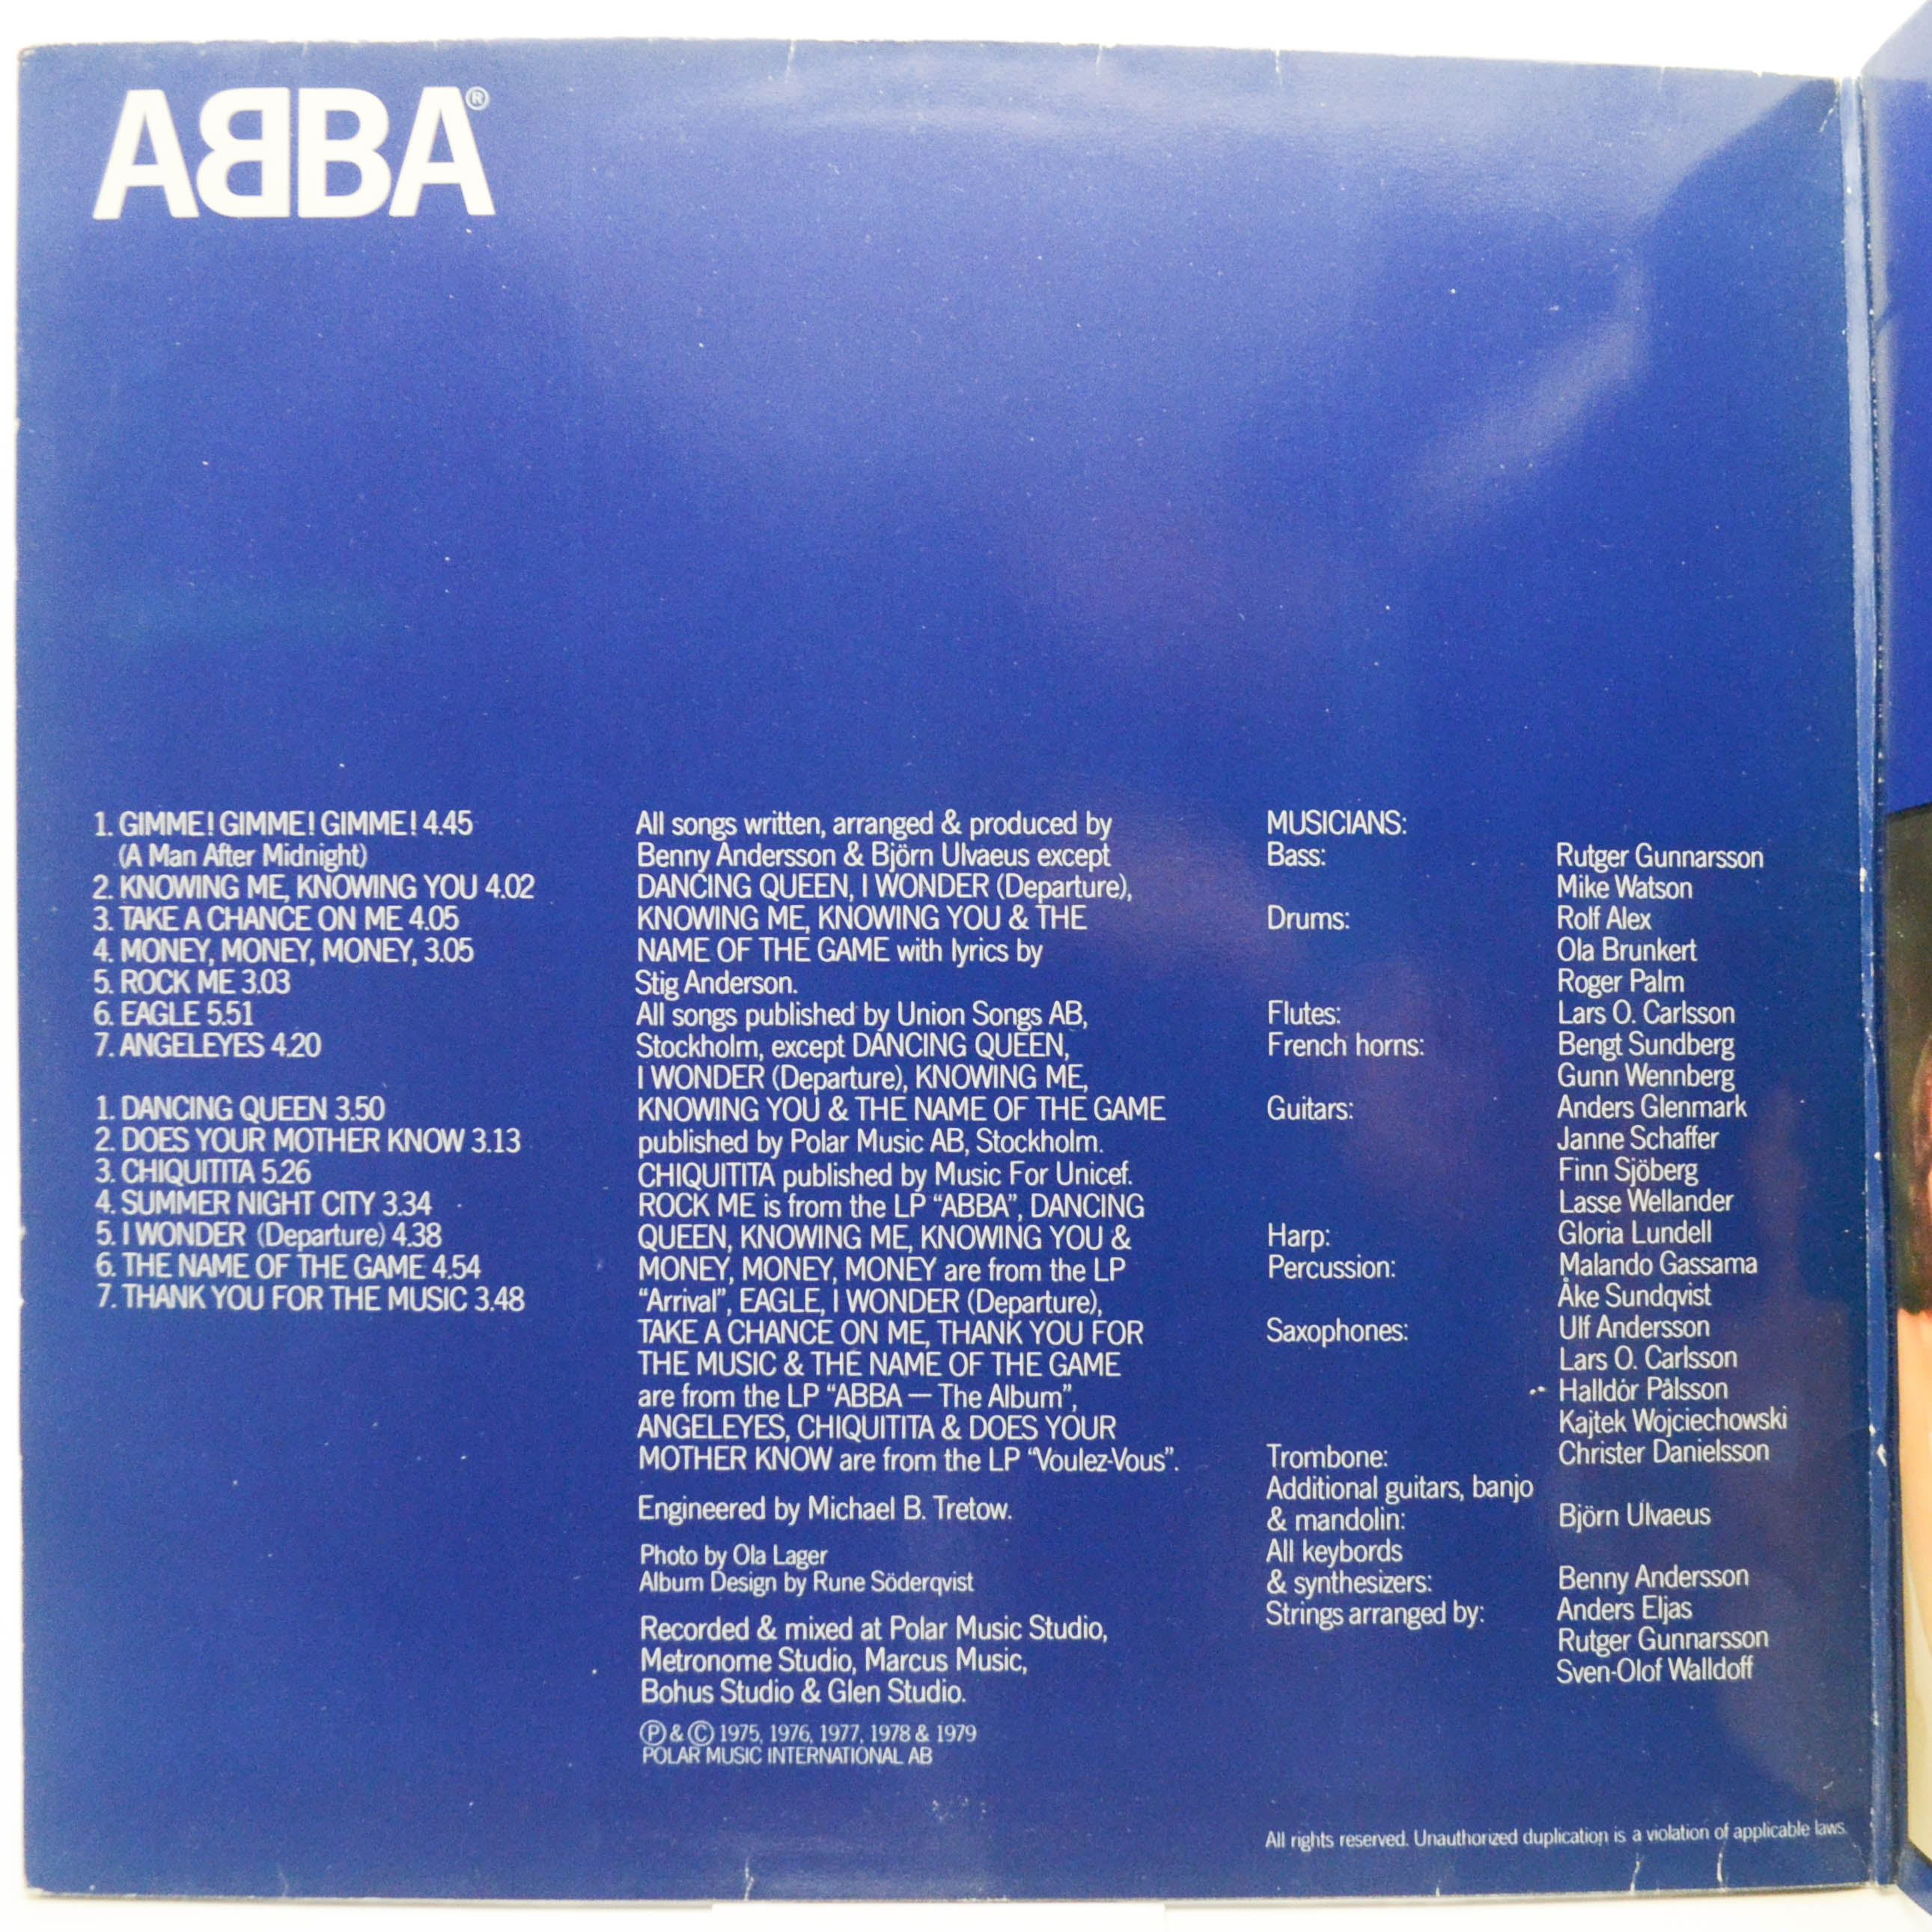 ABBA®
1. GIMME! GIMME! GIMME! 4.45
(A Man After Midnight)
2. KNOWING ME, KNOWING YOU 4.02
3. TAKE A CHANCE ON ME 4.05
4. MONEY, MONEY, MONEY, 3.05
5. ROCK ME 3.03
6. EAGLE 5.51
7. ANGELEYES 4.20
1. DANCING QUEEN 3.50
2. DOES YOUR MOTHER KNOW 3.13
3. CHIQUITITA 5.26
4. SUMMER NIGHT CITY 3.34
5. I WONDER (Departure) 4.38
6. THE NAME OF THE GAME 4.54
7. THANK YOU FOR THE MUSIC 3.48
All songs written, arranged & produced by
Benny Andersson & Björn Ulvaeus except
DANCING QUEEN, I WONDER (Departure),
KNOWING ME, KNOWING YOU & THE
NAME OF THE GAME with lyrics by
Stig Anderson.
All songs published by Union Songs AB,
Stockholm, except DANCING QUEEN,
I WONDER (Departure), KNOWING ME,
KNOWING YOU & THE NAME OF THE GAME
published by Polar Music AB, Stockholm.
CHIQUITITA published by Music For Unicef.
ROCK ME is from the LP “ABBA”, DANCING
QUEEN, KNOWING ME, KNOWING YOU &
MONEY, MONEY, MONEY are from the LP
“Arrival”, EAGLE, I WONDER (Departure),
TAKE A CHANCE ON ME, THANK YOU FOR
THE MUSIC & THE NAME OF THE GAME
are from the LP “ABBA — The Album”,
ANGELEYES, CHIQUITITA & DOES YOUR
MOTHER KNOW are from the LP “Voulez-Vous”.
Engineered by Michael B. Tretow.
Photo by Ola Lager
Album Design by Rune Söderqvist
Recorded & mixed at Polar Music Studio,
Metronome Studio, Marcus Music,
Bohus Studio & Glen Studio.
Ⓟ & Ⓒ 1975, 1976, 1977, 1978 & 1979
POLAR MUSIC INTERNATIONAL AB
MUSICIANS:
Bass: Rutger Gunnarsson
Mike Watson
Drums: Rolf Alex
Ola Brunkert
Roger Palm
Flutes: Lars O. Carlsson
French horns: Bengt Sundberg
Gunn Wennberg
Guitars: Anders Glenmark
Janne Schaffer
Finn Sjöberg
Lasse Wellander
Harp: Gloria Lundell
Percussion: Malando Gassama
Åke Sundqvist
Saxophones: Ulf Andersson
Lars O. Carlsson
Halldór Pálsson
Kajtek Wojciechowski
Trombone: Christer Danielsson
Additional guitars, banjo
& mandolin: Björn Ulvaeus
All keybords
& synthesizers: Benny Andersson
Strings arranged by: Anders Eljas
Rutger Gunnarsson
Sven-Olof Walldoff
All rights reserved. Unauthorized duplication is a violation of applicable laws.